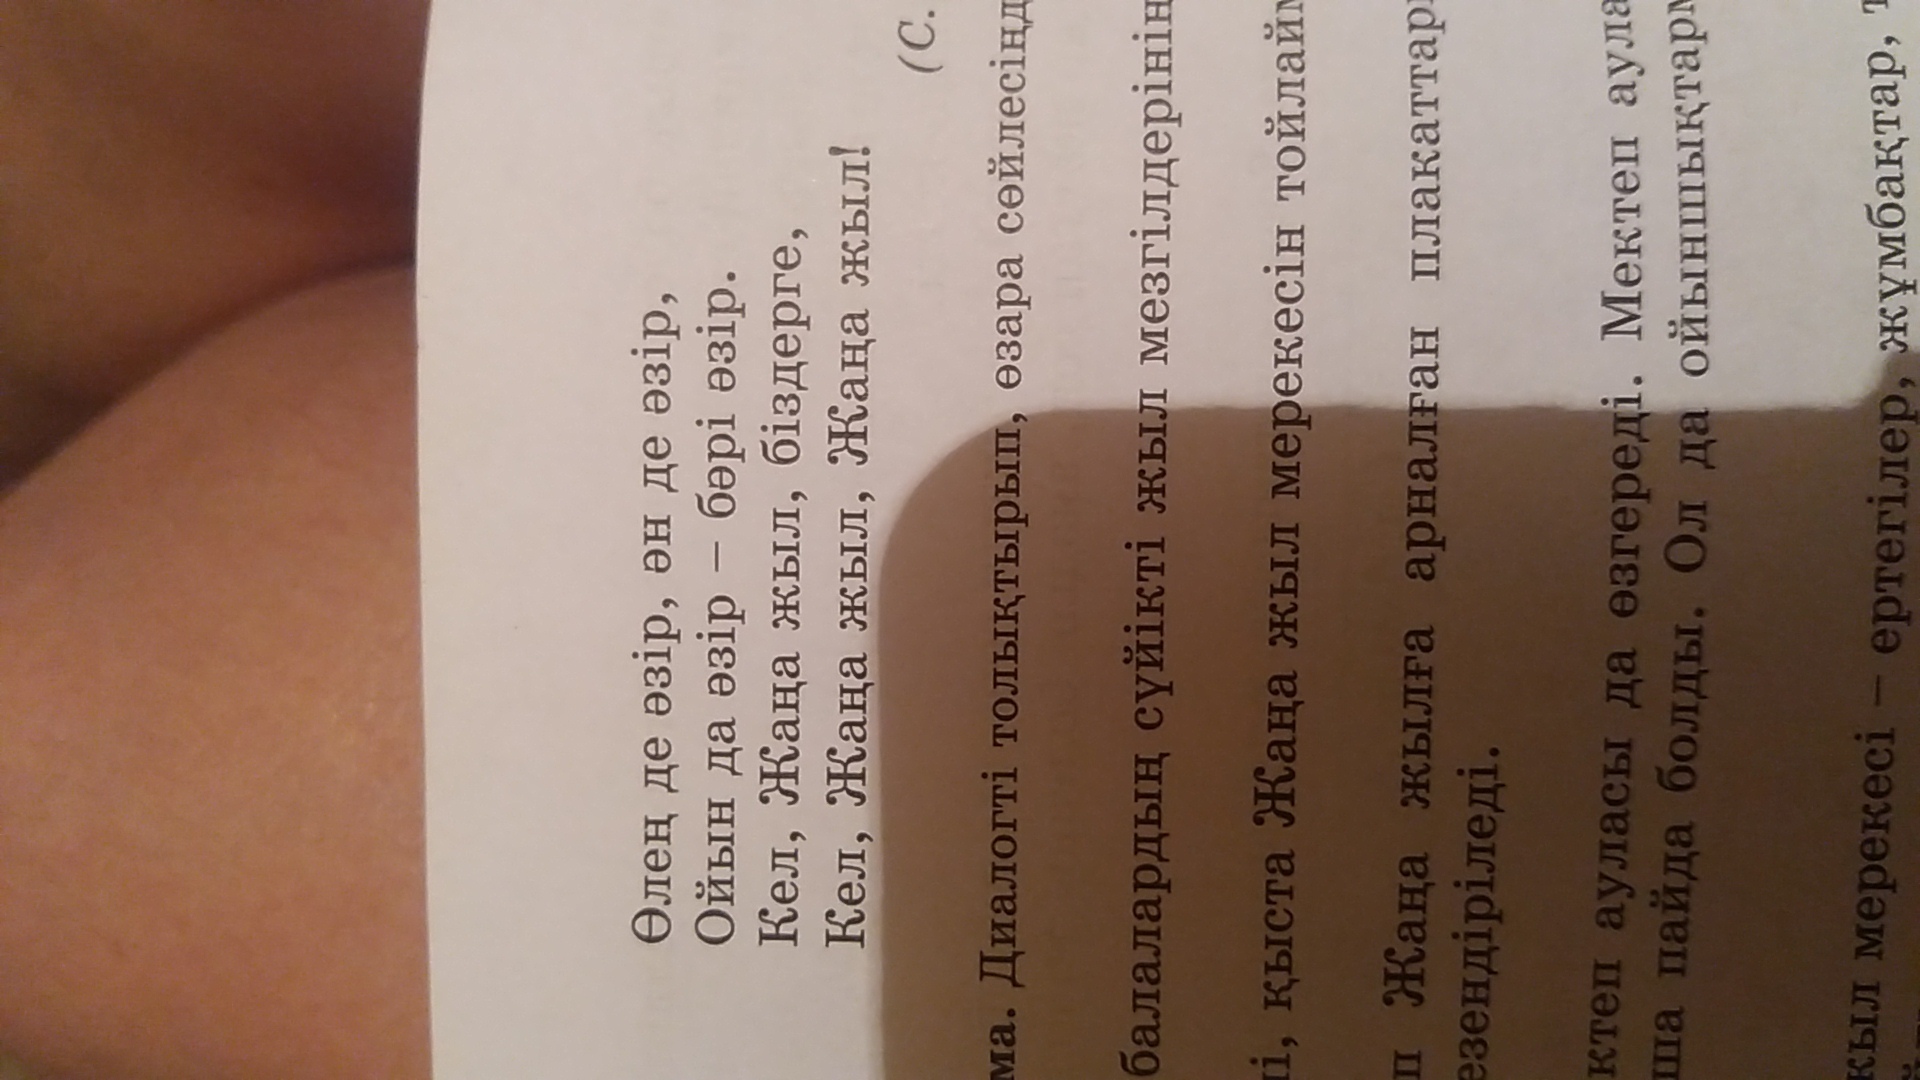 Өлең де әзір, ән де әзір,
Ойын да әзір – бәрі әзір.
Кел, Жаңа жыл, біздерге,
Кел, Жаңа жыл, Жаңа жыл!
(С.
ма. Диалогті толықтырып, өзара сөйлесіңд
балалардың сүйікті жыл мезгілдерінің
і, қыста Жаңа жыл мерекесін тойлайм
п Жаңа жылға арналған плакаттар
езендіріледі.
ктеп ауласы да өзгереді. Мектеп аула
ша пайда болды. Ол да ойыншықтарм
жыл мерекесі – ертегілер, жұмбақтар,